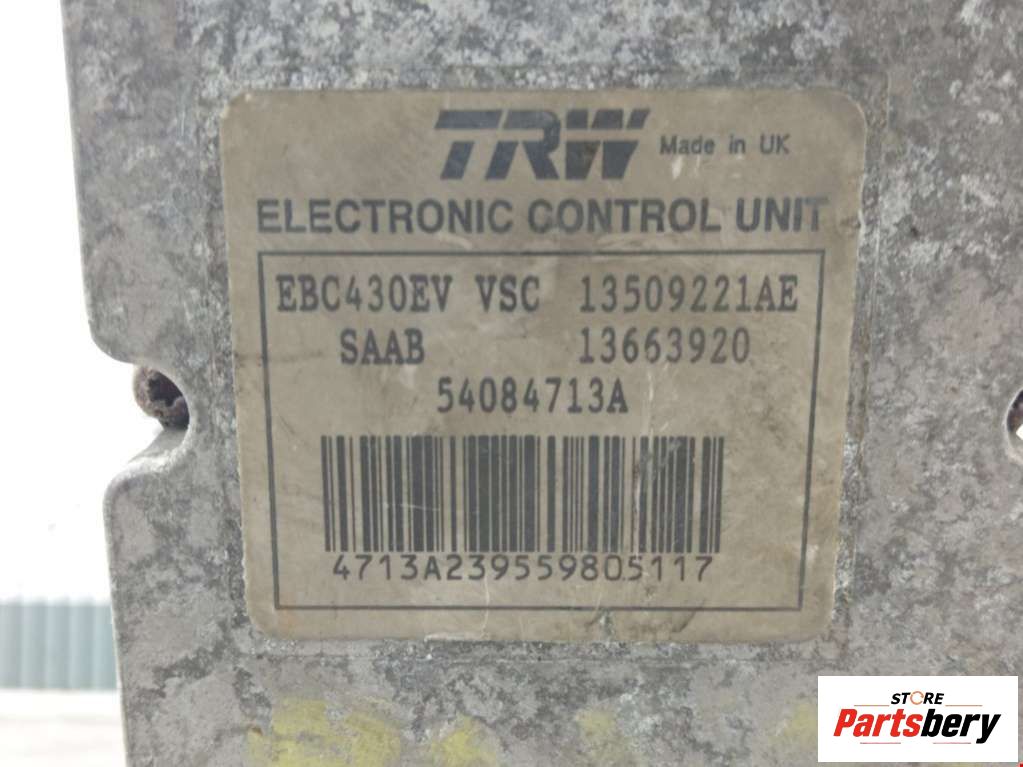 TRW Made in UK
ELECTRONIC CONTROL UNIT
EBC430EV VSC 13509221AE
SAAB 13663920
54084713A
4713A239559805117
STORE
Partsbery